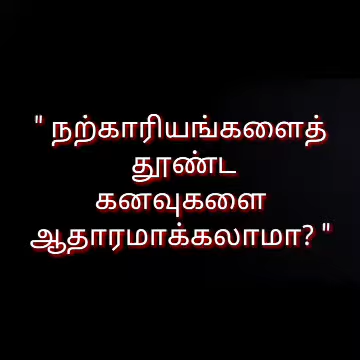 " நற்காரியங்களைத்
தூண்ட
கனவுகளை
ஆதாரமாக்கலாமா? "